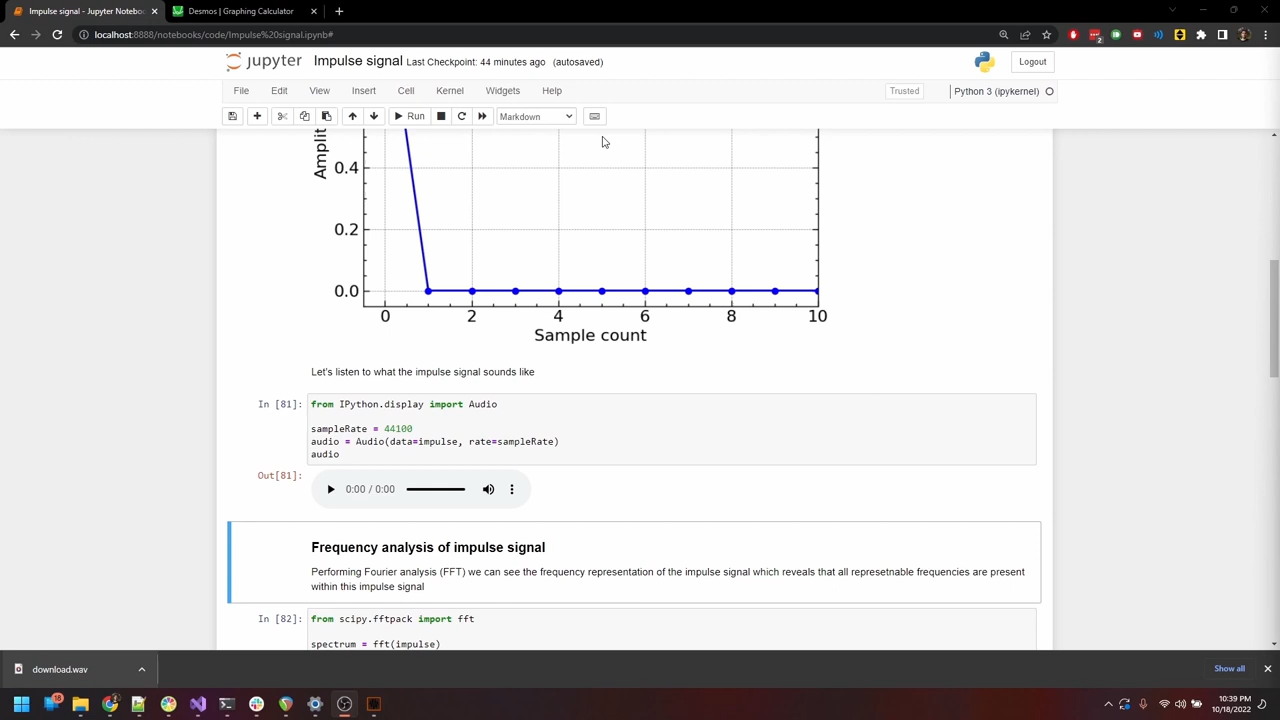 Impulse signal - Jupyter Notebo
Desmos | Graphing Calculator
localhost:8888/notebooks/code/Impulse%20signal.ipynb#
jupyter Impulse signal Last Checkpoint: 44 minutes ago (autosaved)
Logout
File Edit View Insert Cell Kernel Widgets Help
Trusted
Python 3 (ipykernel)
Run
Markdown
Amplit
0.4
0.2
0.0
0 2 4 6 8 10
Sample count
Let's listen to what the impulse signal sounds like
In [81]: from IPython.display import Audio
sampleRate = 44100
audio = Audio(data=impulse, rate=sampleRate)
audio
Out[81]:
0:00 / 0:00
Frequency analysis of impulse signal
Performing Fourier analysis (FFT) we can see the frequency representation of the impulse signal which reveals that all represetnable frequencies are present
within this impulse signal
In [82]: from scipy.fftpack import fft
spectrum = fft(impulse)
download.wav
Show all
18
10:39 PM
10/18/2022